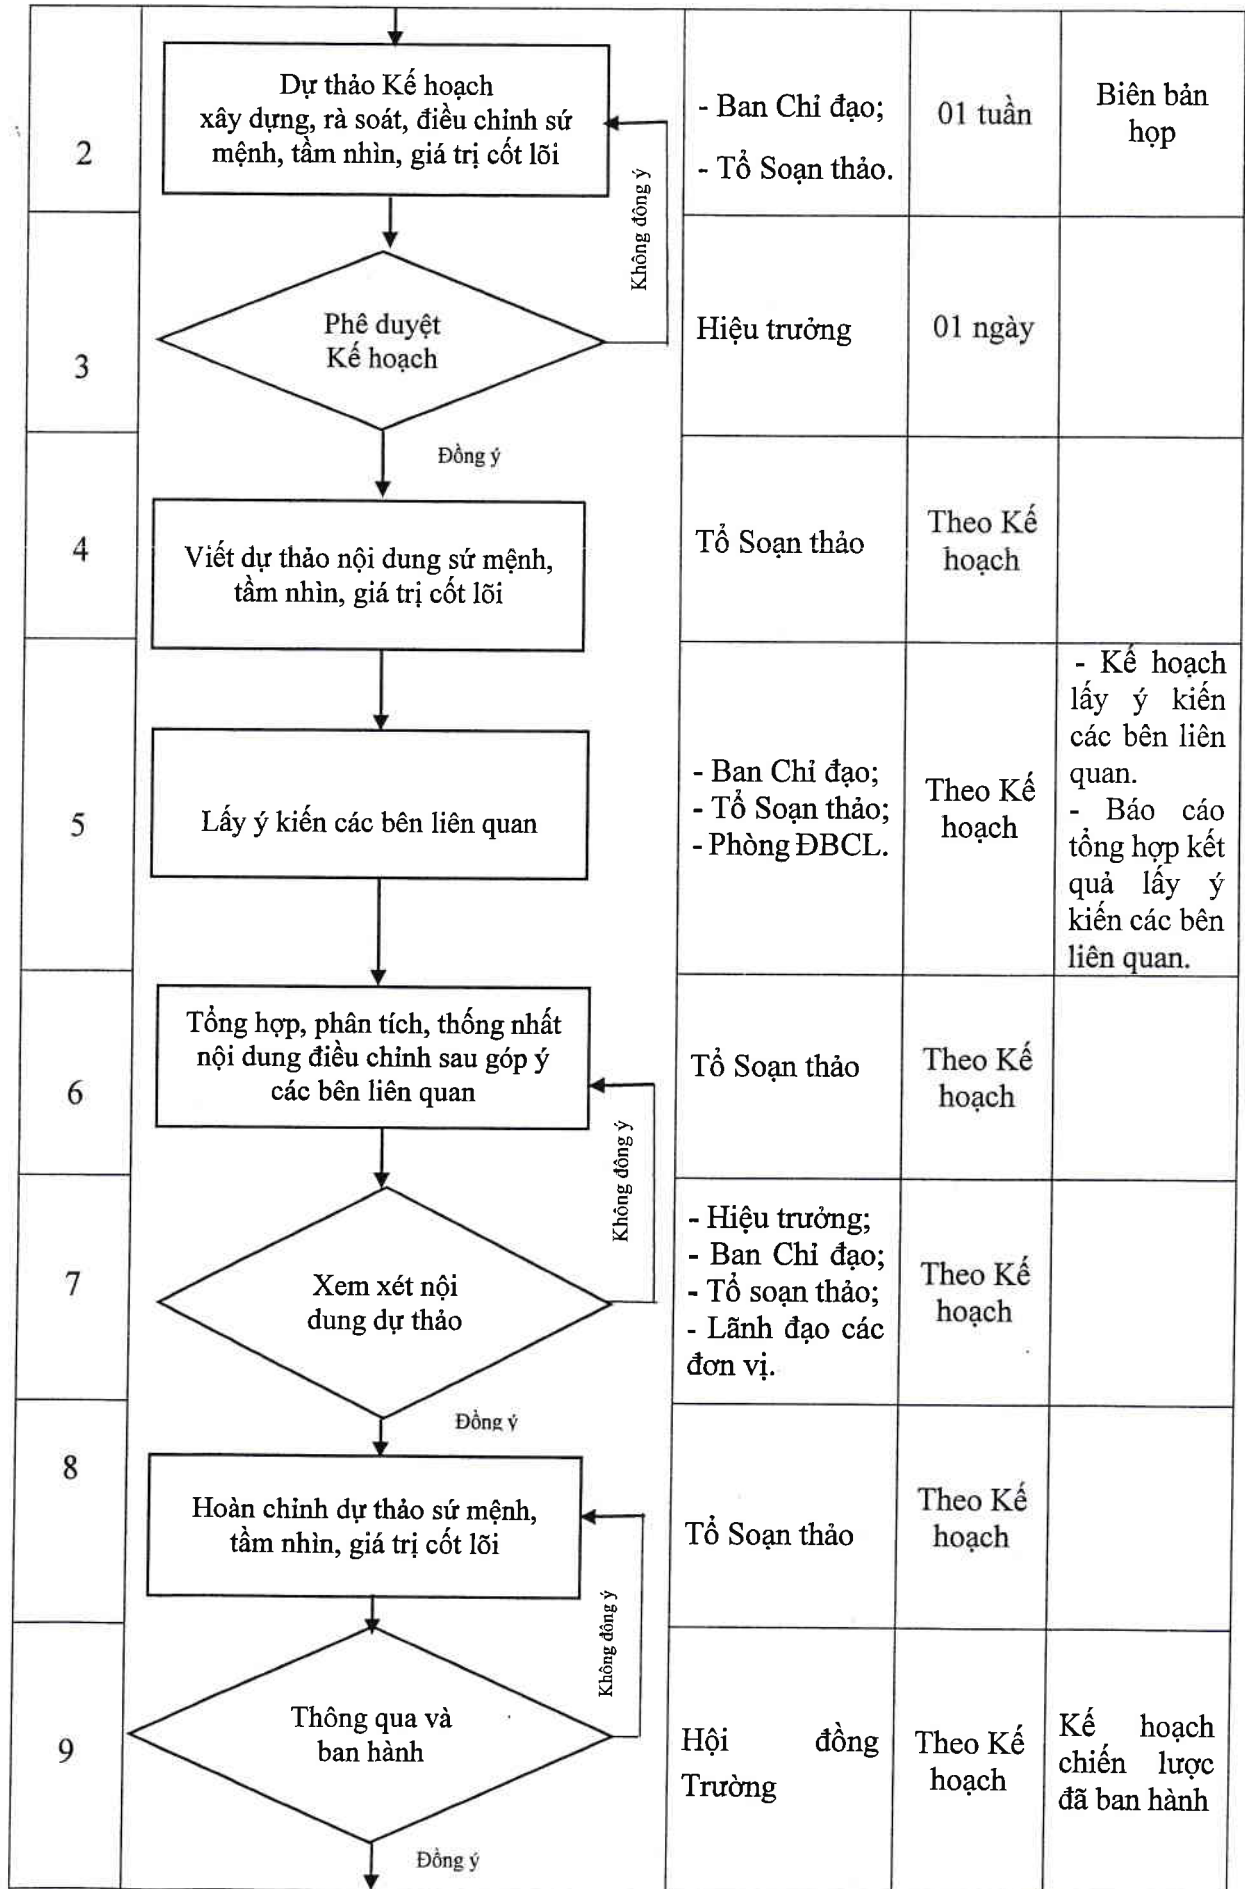 2
Dự thảo Kế hoạch
xây dựng, rà soát, điều chỉnh sứ
mệnh, tầm nhìn, giá trị cốt lõi
- Ban Chỉ đạo;
- Tổ Soạn thảo.
01 tuần
Biên bản
họp
Không đồng ý
3
Phê duyệt
Kế hoạch
Hiệu trưởng
01 ngày
Đồng ý
4
Viết dự thảo nội dung sứ mệnh,
tầm nhìn, giá trị cốt lõi
Tổ Soạn thảo
Theo Kế
hoạch
5
Lấy ý kiến các bên liên quan
- Ban Chỉ đạo;
- Tổ Soạn thảo;
- Phòng ĐBCL.
Theo Kế
hoạch
- Kế hoạch
lấy ý kiến
các bên liên
quan.
- Báo cáo
tổng hợp kết
quả lấy ý
kiến các bên
liên quan.
6
Tổng hợp, phân tích, thống nhất
nội dung điều chỉnh sau góp ý
các bên liên quan
Tổ Soạn thảo
Theo Kế
hoạch
Không đồng ý
7
Xem xét nội
dung dự thảo
- Hiệu trưởng;
- Ban Chỉ đạo;
- Tổ soạn thảo;
- Lãnh đạo các
đơn vị.
Theo Kế
hoạch
Đồng ý
8
Hoàn chỉnh dự thảo sứ mệnh,
tầm nhìn, giá trị cốt lõi
Tổ Soạn thảo
Theo Kế
hoạch
Không đồng ý
9
Thông qua và
ban hành
Hội đồng
Trường
Theo Kế
hoạch
Kế hoạch
chiến lược
đã ban hành
Đồng ý